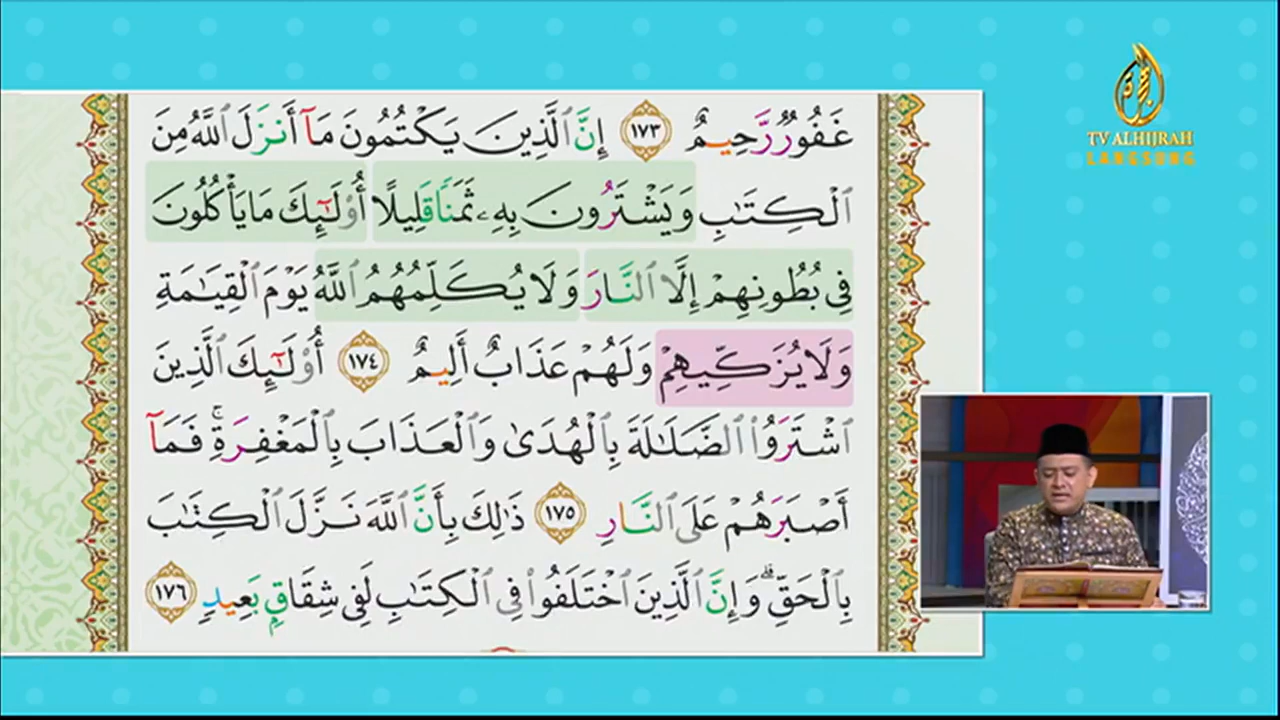 غَفُورٌ رَّحِيمٌ ١٧٣ إِنَّ ٱلَّذِينَ يَكْتُمُونَ مَآ أَنزَلَ ٱللَّهُ مِنَ
ٱلْكِتَٰبِ وَيَشْتَرُونَ بِهِۦ ثَمَنًا قَلِيلًا أُو۟لَٰٓئِكَ مَا يَأْكُلُونَ
فِى بُطُونِهِمْ إِلَّا ٱلنَّارَ وَلَا يُكَلِّمُهُمُ ٱللَّهُ يَوْمَ ٱلْقِيَٰمَةِ
وَلَا يُزَكِّيهِمْ وَلَهُمْ عَذَابٌ أَلِيمٌ ١٧٤ أُو۟لَٰٓئِكَ ٱلَّذِينَ
ٱشْتَرَوُا۟ ٱلضَّلَٰلَةَ بِٱلْهُدَىٰ وَٱلْعَذَابَ بِٱلْمَغْفِرَةِ ۚ فَمَآ
أَصْبَرَهُمْ عَلَى ٱلنَّارِ ١٧٥ ذَٰلِكَ بِأَنَّ ٱللَّهَ نَزَّلَ ٱلْكِتَٰبَ
بِٱلْحَقِّ ۗ وَإِنَّ ٱلَّذِينَ ٱخْتَلَفُوا۟ فِى ٱلْكِتَٰبِ لَفِى شِقَاقٍۭ بَعِيدٍ ١٧٦
TV ALHIJRAH
LANGSUNG